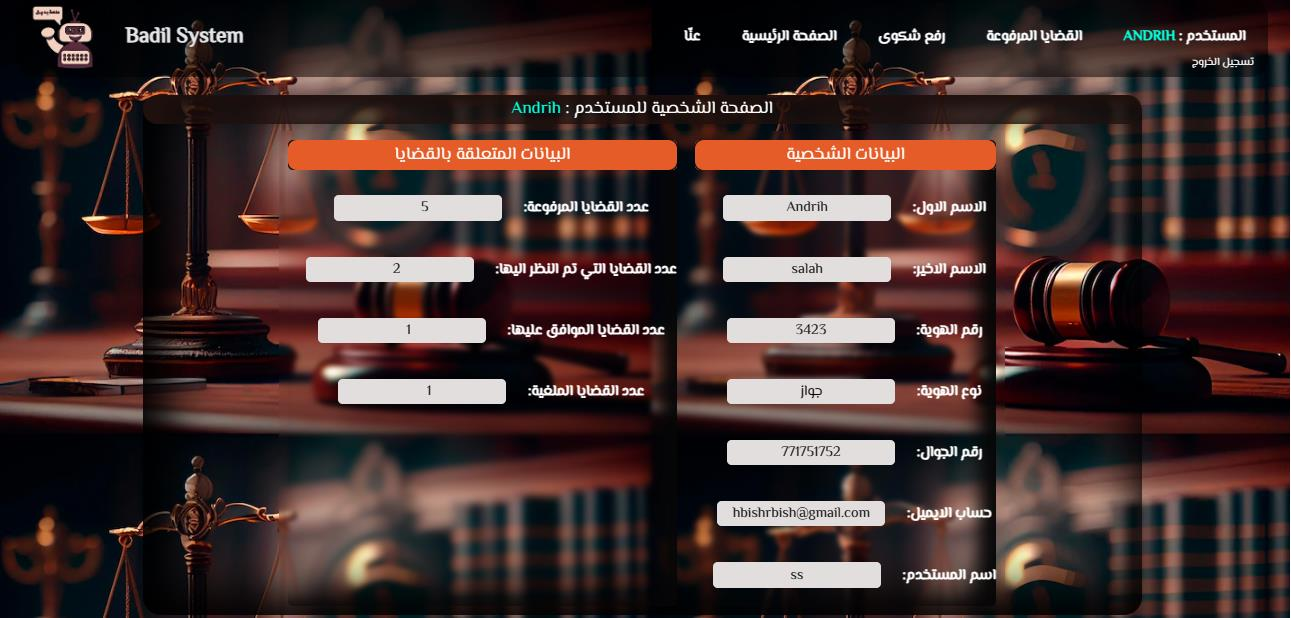 المستخدم : ANDRIH
القضايا المرفوعة
رفع شكوى
الصفحة الرئيسية
عنّا
Badil System
تسجيل الخروج
الصفحة الشخصية للمستخدم : Andrih
البيانات الشخصية
الاسم الاول: Andrih
الاسم الاخير: salah
رقم الهوية: 3423
نوع الهوية: جواز
رقم الجوال: 771751752
حساب الايميل: hbishrbish@gmail.com
اسم المستخدم: ss
البيانات المتعلقة بالقضايا
عدد القضايا المرفوعة: 5
عدد القضايا التي تم النظر اليها: 2
عدد القضايا الموافق عليها: 1
عدد القضايا الملغية: 1